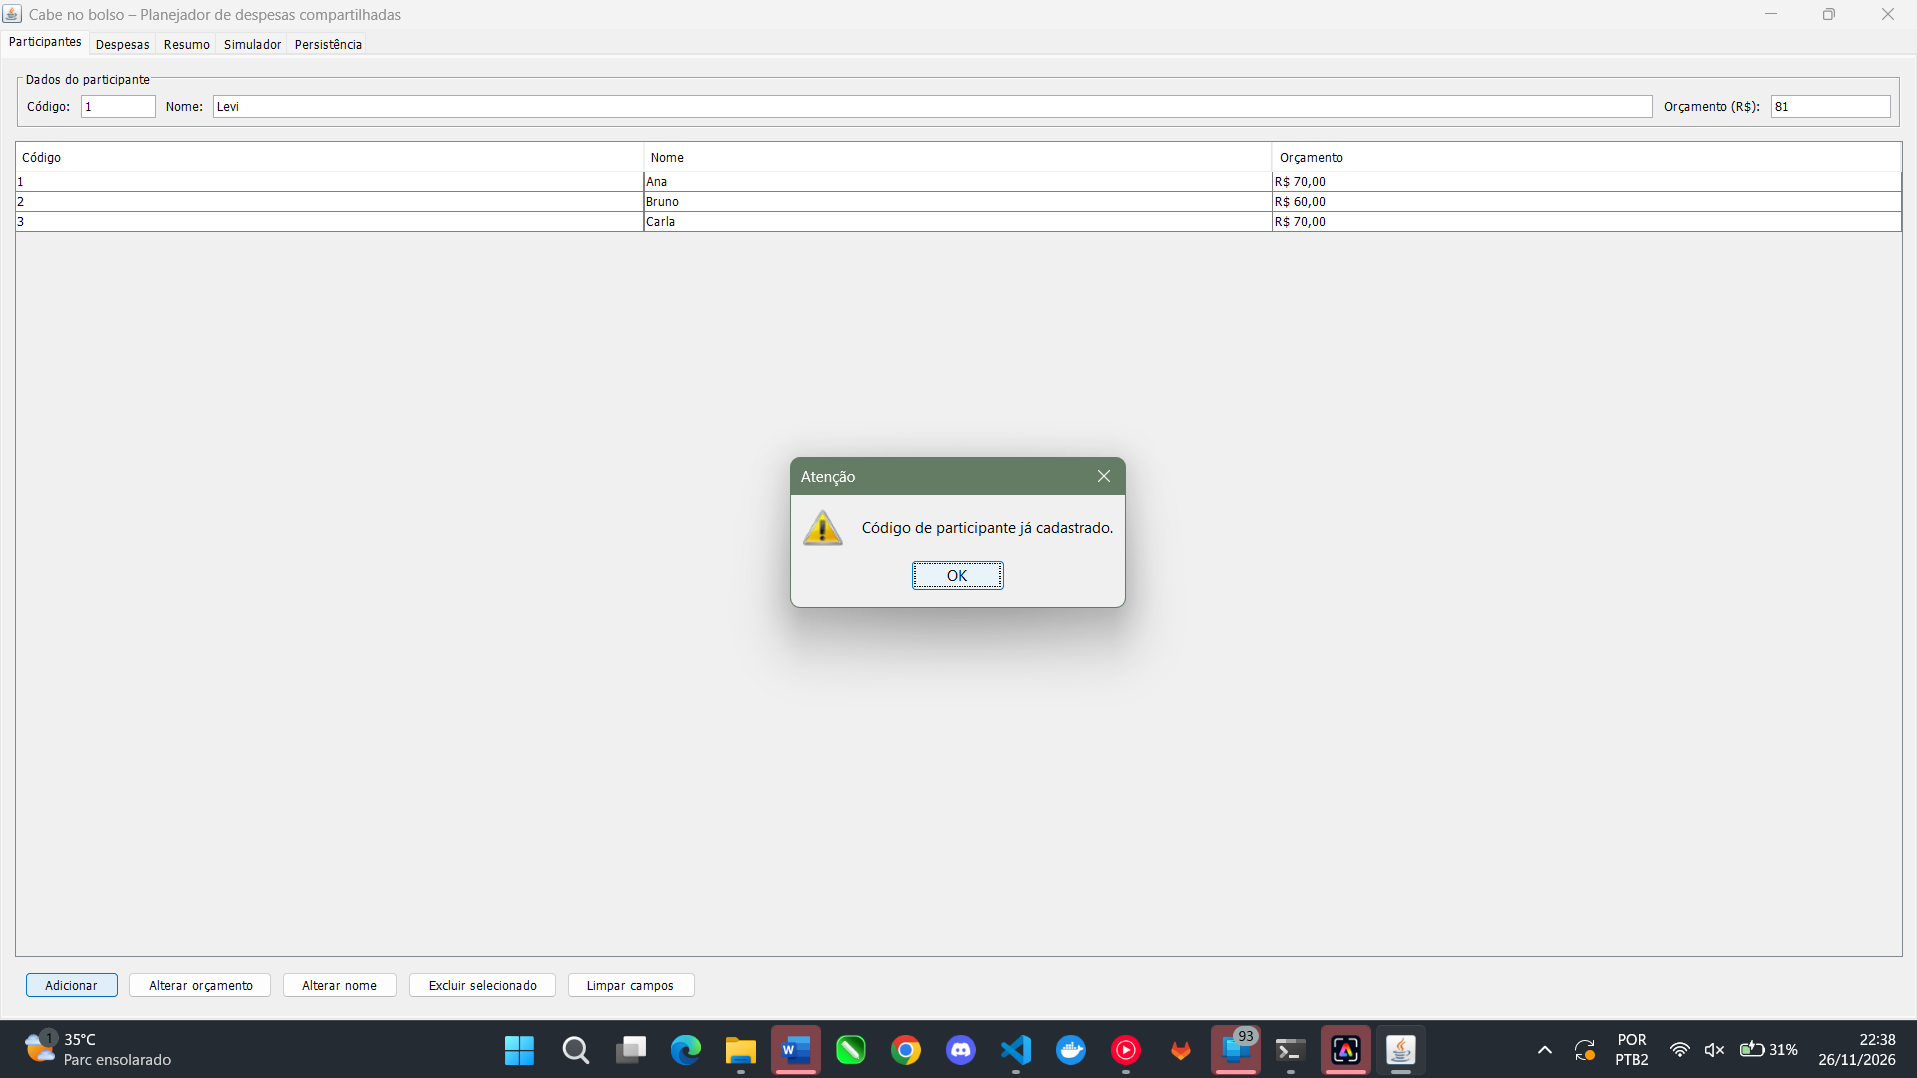 Cabe no bolso – Planejador de despesas compartilhadas
Participantes Despesas Resumo Simulador Persistência
Dados do participante
Código: 1 Nome: Levi Orçamento (R$): 81
Código Nome Orçamento
1 Ana R$ 70,00
2 Bruno R$ 60,00
3 Carla R$ 70,00
Atenção
Código de participante já cadastrado.
OK
Adicionar Alterar orçamento Alterar nome Excluir selecionado Limpar campos
1 35°C
Parc ensolarado
W
93
A
POR
PTB2
31%
22:38
26/11/2026